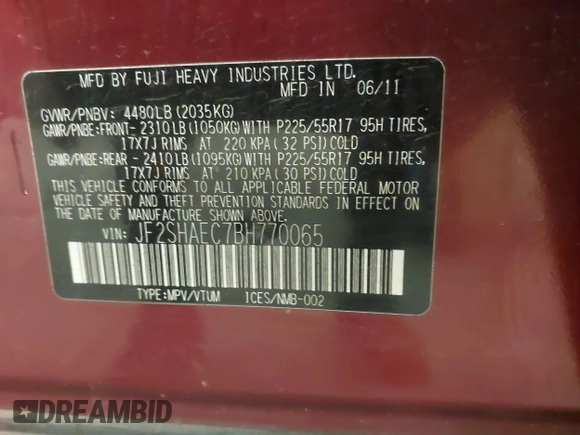 MFD BY FUJI HEAVY INDUSTRIES LTD.
MFD IN 06/11
GVWR/PNBV: 4480LB(2035KG)
GAWR/PNBE:FRONT-2310LB(1050KG)WITH P225/55R17 95H TIRES,
17X7J RIMS AT 220 KPA( 32 PSI)COLD
GAWR/PNBE:REAR -2410LB(1095KG)WITH P225/55R17 95H TIRES,
17X7J RIMS AT 210 KPA( 30 PSI)COLD
THIS VEHICLE CONFORMS TO ALL APPLICABLE FEDERAL MOTOR
VEHICLE SAFETY AND THEFT PREVENTION STANDARDS IN EFFECT
ON THE DATE OF MANUFACTURE SHOWN ABOVE.
VIN: JF2SHAEC7BH770065
TYPE:MPV/VTUM ICES/NMB-002
DREAMBID